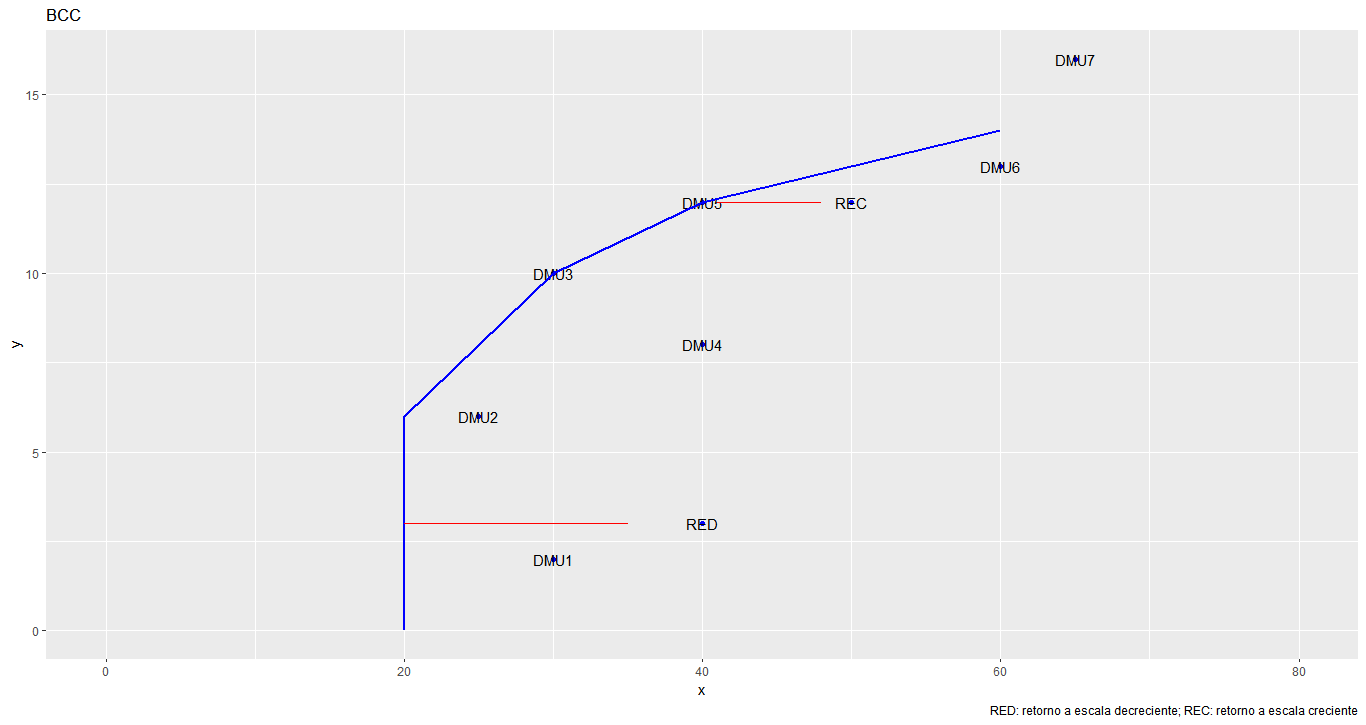 BCC
DMU7
15
DMU6
DMU5
REC
10
DMU3
y
DMU4
DMU2
5
RED
DMU1
0
0 20 40 60 80
x
RED: retorno a escala decreciente; REC: retorno a escala creciente